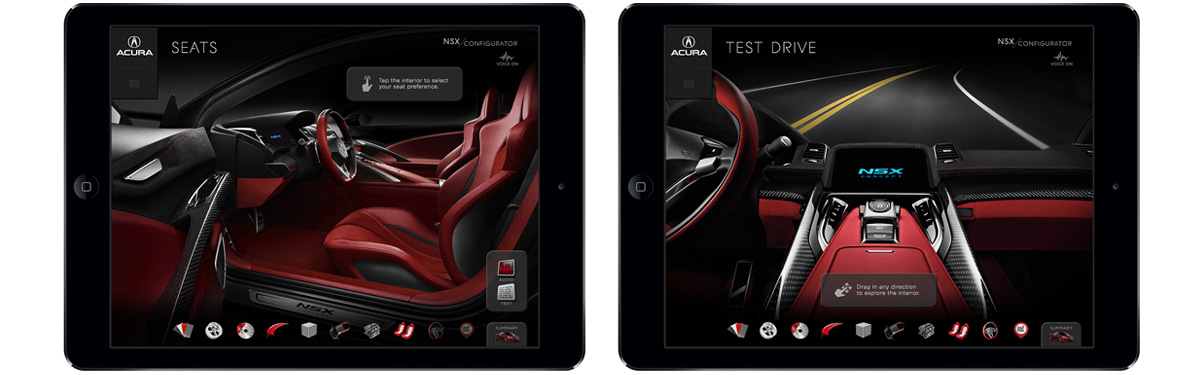 ACURA
SEATS
NSX/CONFIGURATOR
VOICE ON
Tap the interior to select
your seat preference.
NSX
AUDIO
TEXT
SUMMARY
ACURA
TEST DRIVE
NSX/CONFIGURATOR
VOICE ON
NSX
CONCEPT
Drag in any direction
to explore the interior.
SUMMARY